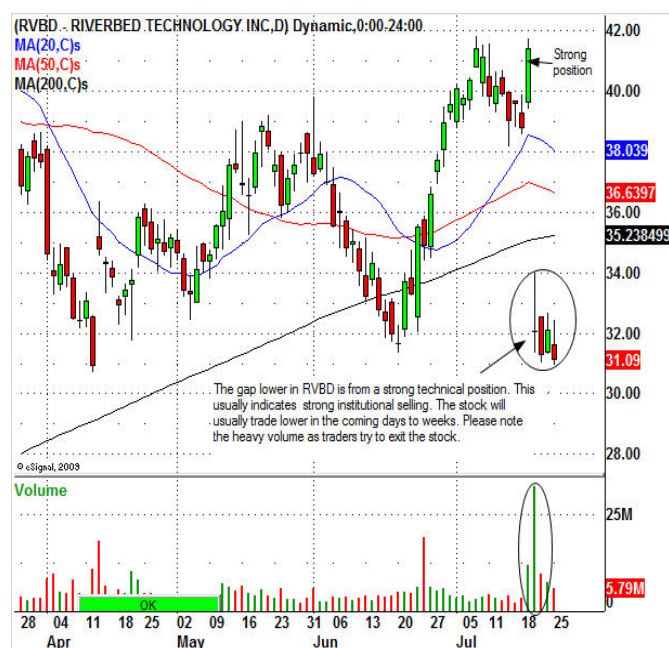 (RVBD - RIVERBED TECHNOLOGY INC,D) Dynamic,0:00-24:00
MA(20,C)s
MA(50,C)s
MA(200,C)s
Strong
position
42.00
40.00
38.039
36.6397
36.00
35.238499
34.00
32.00
31.09
30.00
28.00
The gap lower in RVBD is from a strong technical position. This
usually indicates strong institutional selling. The stock will
usually trade lower in the coming days to weeks. Please note
the heavy volume as traders try to exit the stock.
© eSignal, 2009
Volume
25M
5.79M
0
OK
28 04 11 18 25 02 09 16 23 31 06 13 20 27 05 11 18 25
Apr May Jun Jul